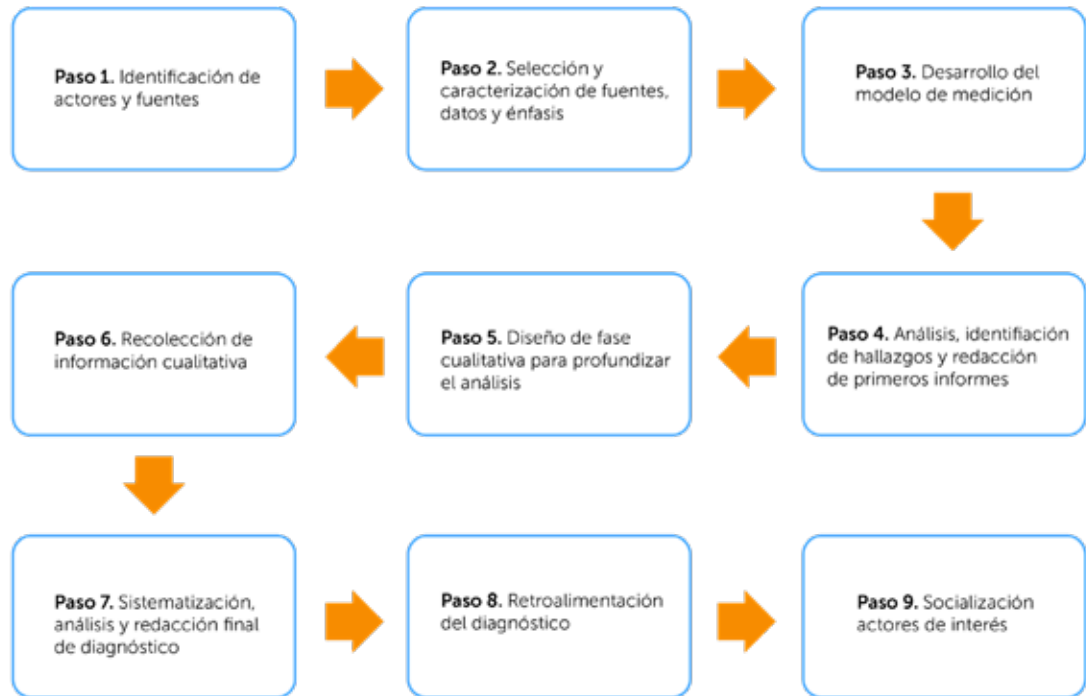 Paso 1. Identificación de
actores y fuentes
Paso 2. Selección y
caracterización de fuentes,
datos y énfasis
Paso 3. Desarrollo del
modelo de medición
Paso 4. Análisis, identifiación
de hallazgos y redacción
de primeros informes
Paso 5. Diseño de fase
cualitativa para profundizar
el análisis
Paso 6. Recolección de
información cualitativa
Paso 7. Sistematización,
análisis y redacción final
de diagnóstico
Paso 8. Retroalimentación
del diagnóstico
Paso 9. Socialización
actores de interés